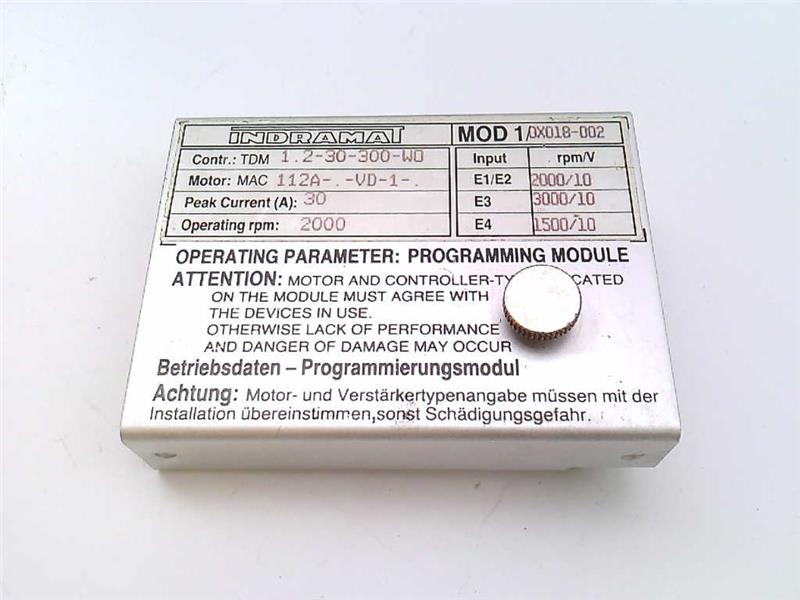 INDRAMAT MOD 1/0X018-002
Contr.: TDM 1.2-30-300-W0 Input rpm/V
Motor: MAC 112A-.-VD-1-. E1/E2 2000/10
Peak Current (A): 30 E3 3000/10
Operating rpm: 2000 E4 1500/10
OPERATING PARAMETER: PROGRAMMING MODULE
ATTENTION: MOTOR AND CONTROLLER-
ON THE MODULE MUST AGREE WITH
THE DEVICES IN USE.
OTHERWISE LACK OF PERFORMANCE
AND DANGER OF DAMAGE MAY OCCUR
Betriebsdaten – Programmierungsmodul
Achtung: Motor- und Verstärkertypenangabe müssen mit der
Installation übereinstimmen,sonst Schädigungsgefahr.